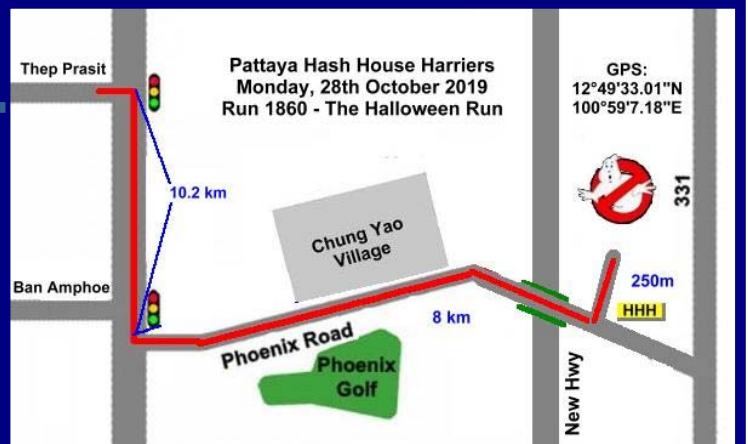 Thep Prasit
Pattaya Hash House Harriers
Monday, 28th October 2019
Run 1860 - The Halloween Run
GPS:
12°49'33.01"N
100°59'7.18"E
10.2 km
331
Chung Yao
Village
Ban Amphoe
250m
HHH
8 km
Phoenix Road
Phoenix
Golf
New Hwy